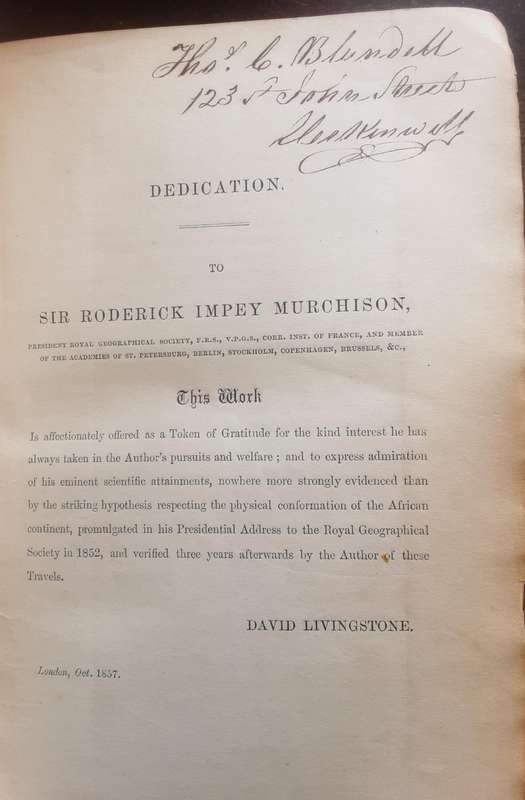 Thos. C. Blundell
123 St John Street
Clerkenwell
DEDICATION.
TO
SIR RODERICK IMPEY MURCHISON,
PRESIDENT ROYAL GEOGRAPHICAL SOCIETY, F.R.S., V.P.G.S., CORR. INST. OF FRANCE, AND MEMBER
OF THE ACADEMIES OF ST. PETERSBURG, BERLIN, STOCKHOLM, COPENHAGEN, BRUSSELS, &C.,
This Work
Is affectionately offered as a Token of Gratitude for the kind interest he has
always taken in the Author's pursuits and welfare ; and to express admiration
of his eminent scientific attainments, nowhere more strongly evidenced than
by the striking hypothesis respecting the physical conformation of the African
continent, promulgated in his Presidential Address to the Royal Geographical
Society in 1852, and verified three years afterwards by the Author of these
Travels.
DAVID LIVINGSTONE.
London, Oct. 1857.